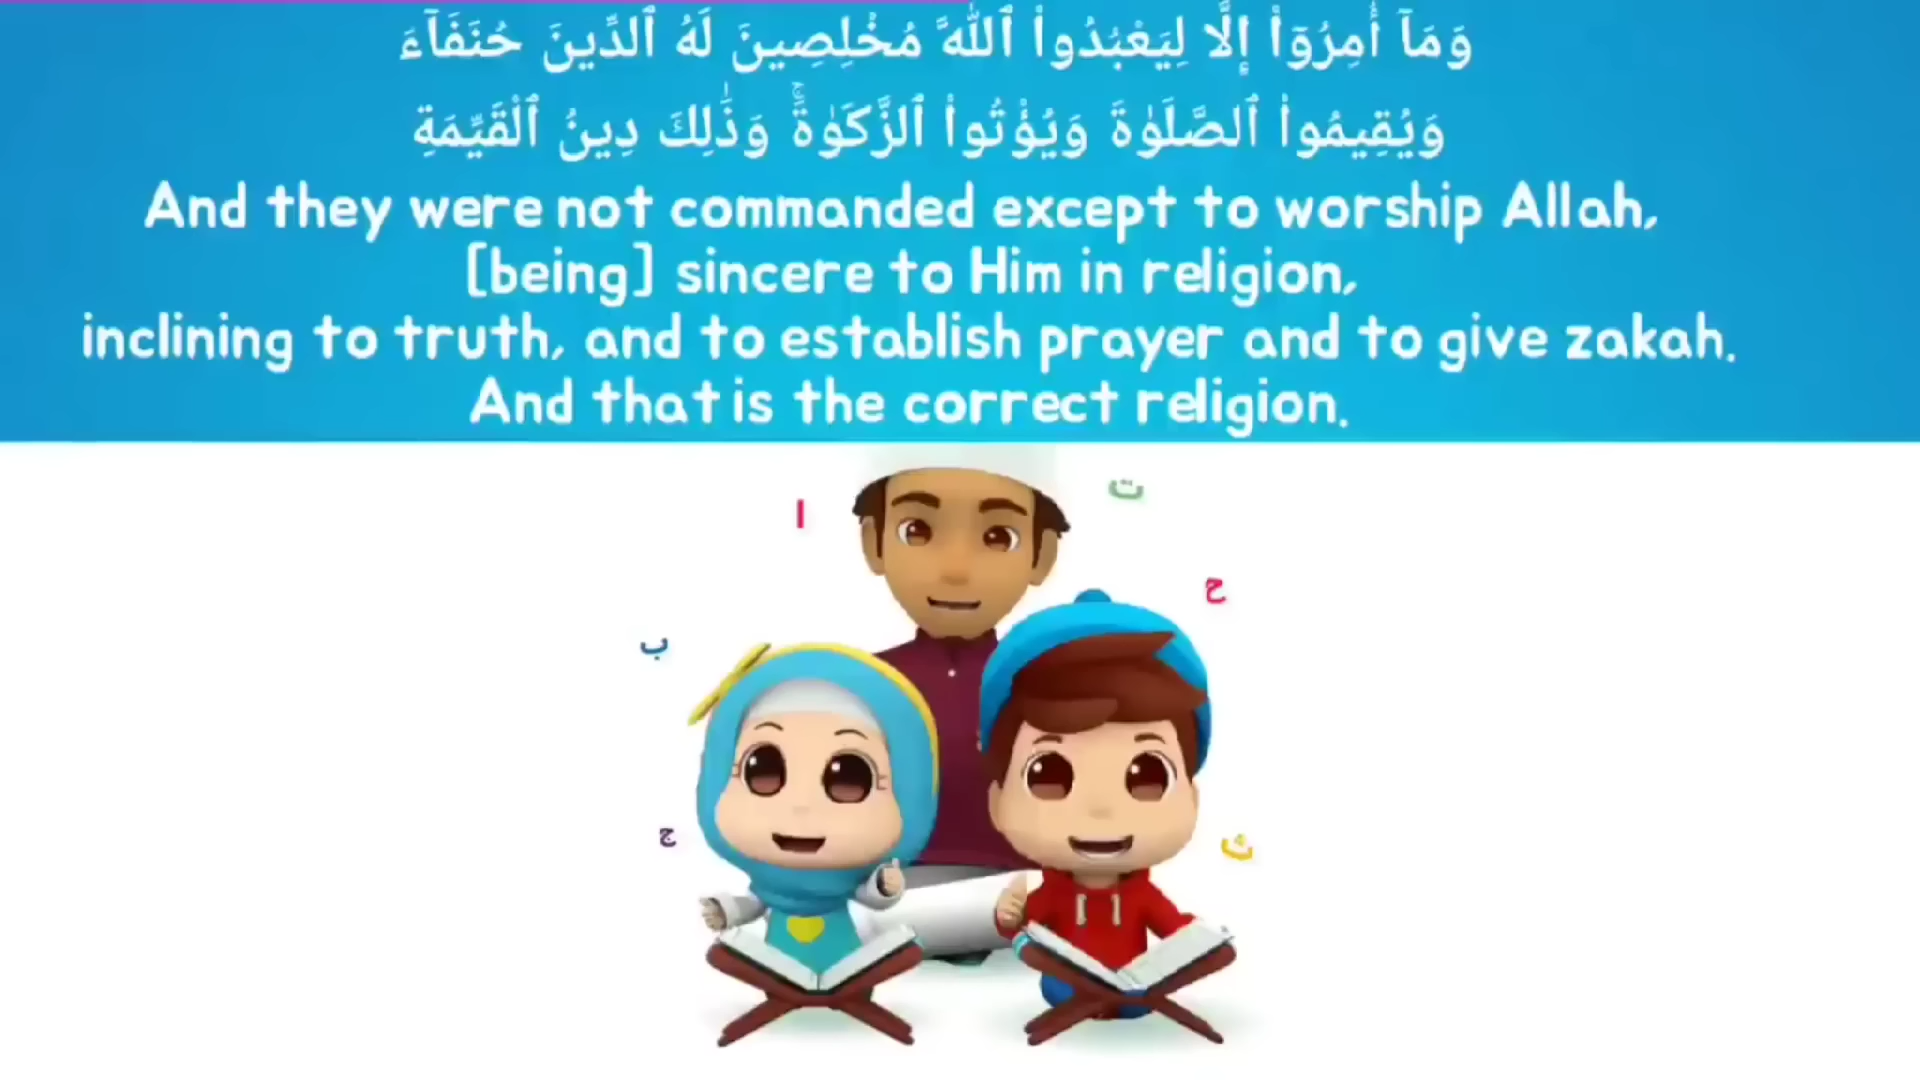 وَمَآ أُمِرُوٓا۟ إِلَّا لِيَعْبُدُوا۟ ٱللَّهَ مُخْلِصِينَ لَهُ ٱلدِّينَ حُنَفَآءَ
وَيُقِيمُوا۟ ٱلصَّلَوٰةَ وَيُؤْتُوا۟ ٱلزَّكَوٰةَۚ وَذَٰلِكَ دِينُ ٱلْقَيِّمَةِ
And they were not commanded except to worship Allah,
[being] sincere to Him in religion,
inclining to truth, and to establish prayer and to give zakah.
And that is the correct religion.
ت
ا
ح
ب
ج
ث